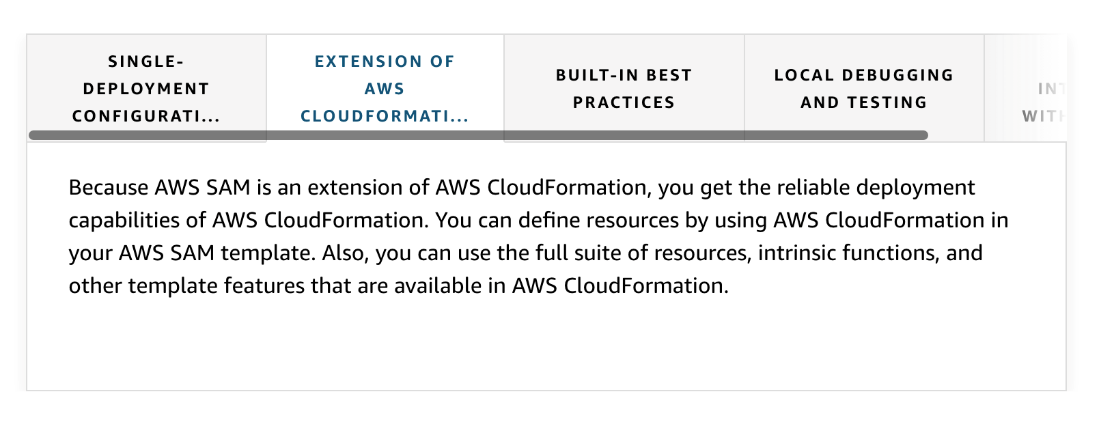 SINGLE-
DEPLOYMENT
CONFIGURATI...
EXTENSION OF
AWS
CLOUDFORMATI...
BUILT-IN BEST
PRACTICES
LOCAL DEBUGGING
AND TESTING
WITH
Because AWS SAM is an extension of AWS CloudFormation, you get the reliable deployment
capabilities of AWS CloudFormation. You can define resources by using AWS CloudFormation in
your AWS SAM template. Also, you can use the full suite of resources, intrinsic functions, and
other template features that are available in AWS CloudFormation.